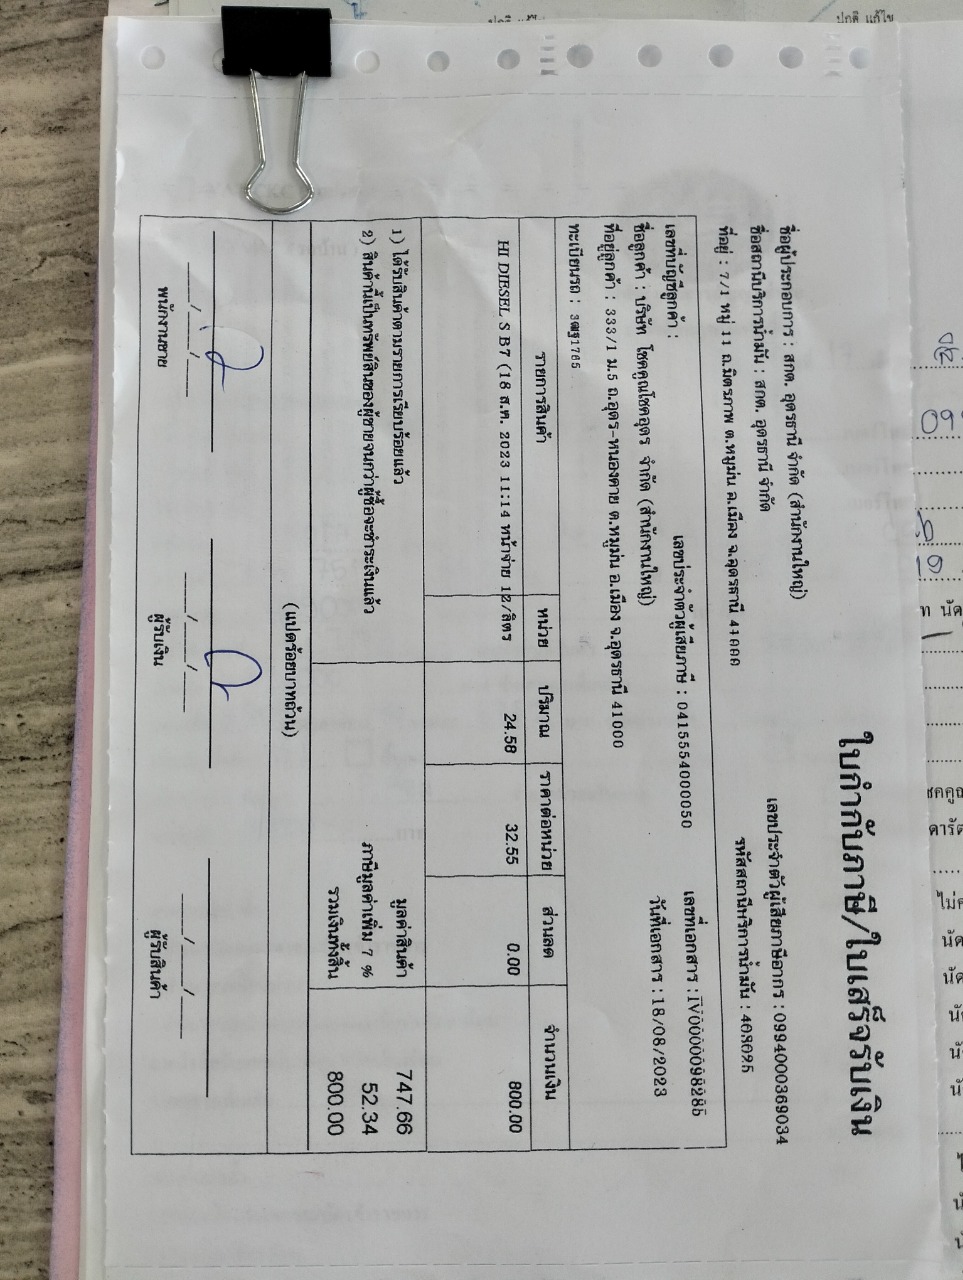 ใบกำกับภาษี/ใบเสร็จรับเงิน
ชื่อผู้ประกอบการ : สกต. อุดรธานี จำกัด (สำนักงานใหญ่) เลขประจำตัวผู้เสียภาษีอากร : 0994000369034
ชื่อสถานีบริการน้ำมัน : สกต. อุดรธานี จำกัด รหัสสถานีบริการน้ำมัน : 408025
ที่อยู่ : 7/1 หมู่ 11 ถ.มิตรภาพ ต.หมูม่น อ.เมือง จ.อุดรธานี 41000
เลขที่บัญชีลูกค้า : เลขประจำตัวผู้เสียภาษี : 0415554000050 เลขที่เอกสาร : IV00000098285
ชื่อลูกค้า : บริษัท โชคคูณโชคอุดร จำกัด (สำนักงานใหญ่) วันที่เอกสาร : 18/08/2023
ที่อยู่ลูกค้า : 333/1 ม.5 ถ.อุดร-หนองคาย ต.หมูม่น อ.เมือง จ.อุดรธานี 41000
ทะเบียนรถ : 3ฒฐ1765
รายการสินค้า หน่วย ปริมาณ ราคาต่อหน่วย ส่วนลด จำนวนเงิน
HI DIESEL S B7 (18 ส.ค. 2023 11:14 หน้าจ่าย 12/ลิตร 24.58 32.55 0.00 800.00
1) ได้รับสินค้าตามรายการเรียบร้อยแล้ว มูลค่าสินค้า 747.66
2) สินค้านี้เป็นทรัพย์สินของผู้ขายจนกว่าผู้ซื้อจะชำระเงินแล้ว ภาษีมูลค่าเพิ่ม 7 % 52.34
รวมเงินทั้งสิ้น 800.00
(แปดร้อยบาทถ้วน)
___/___/___ ___/___/___ ___/___/___
พนักงานขาย ผู้รับเงิน ผู้รับสินค้า